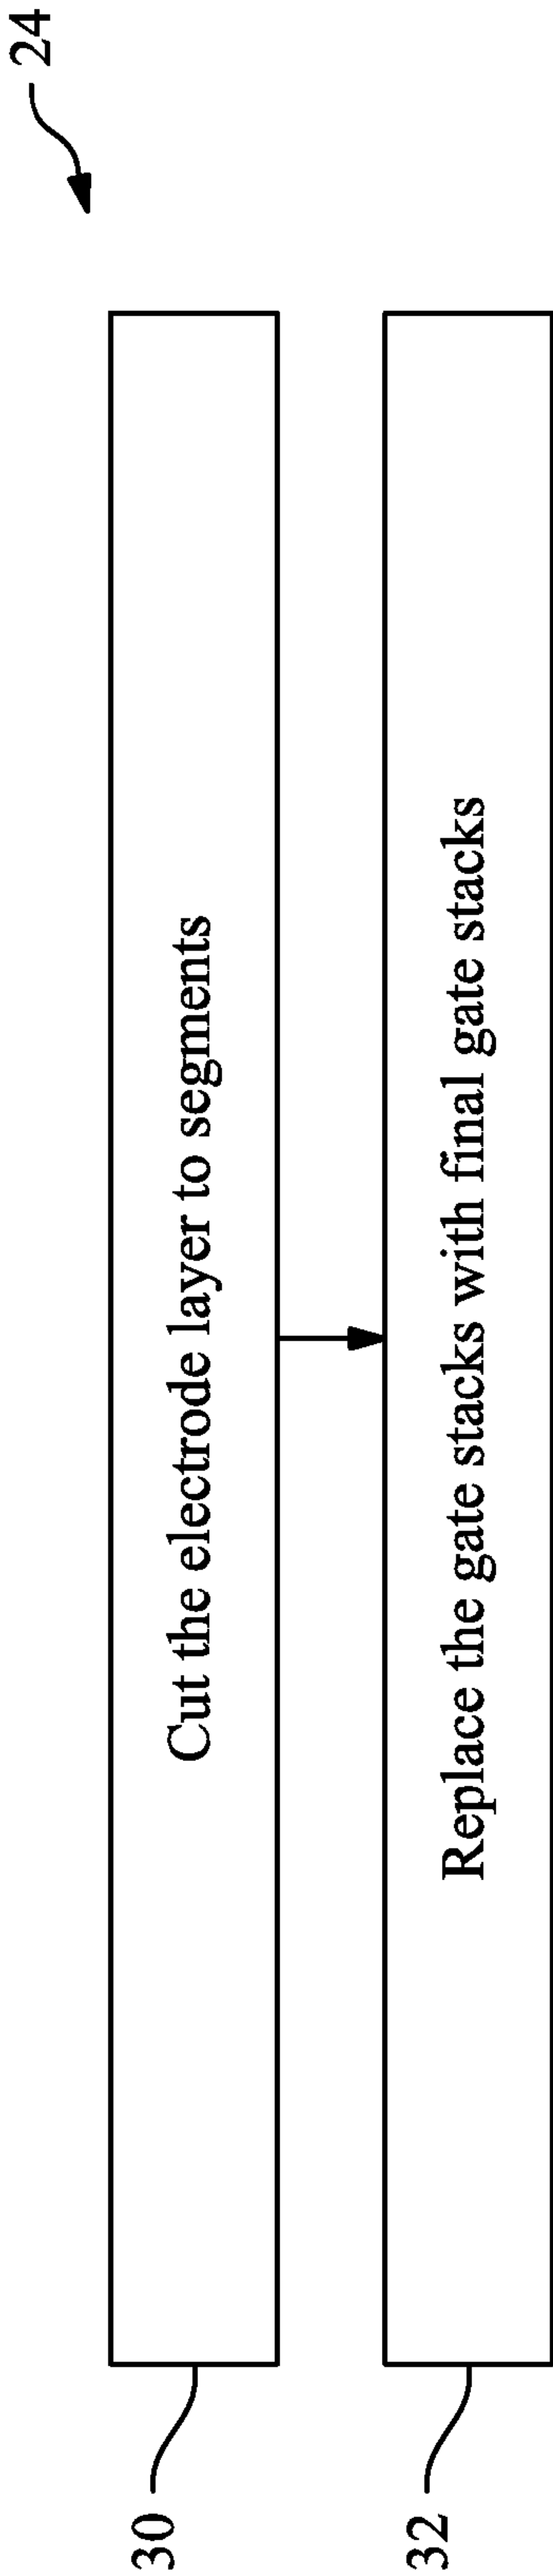 24
30
Cut the electrode layer to segments
32
Replace the gate stacks with final gate stacks